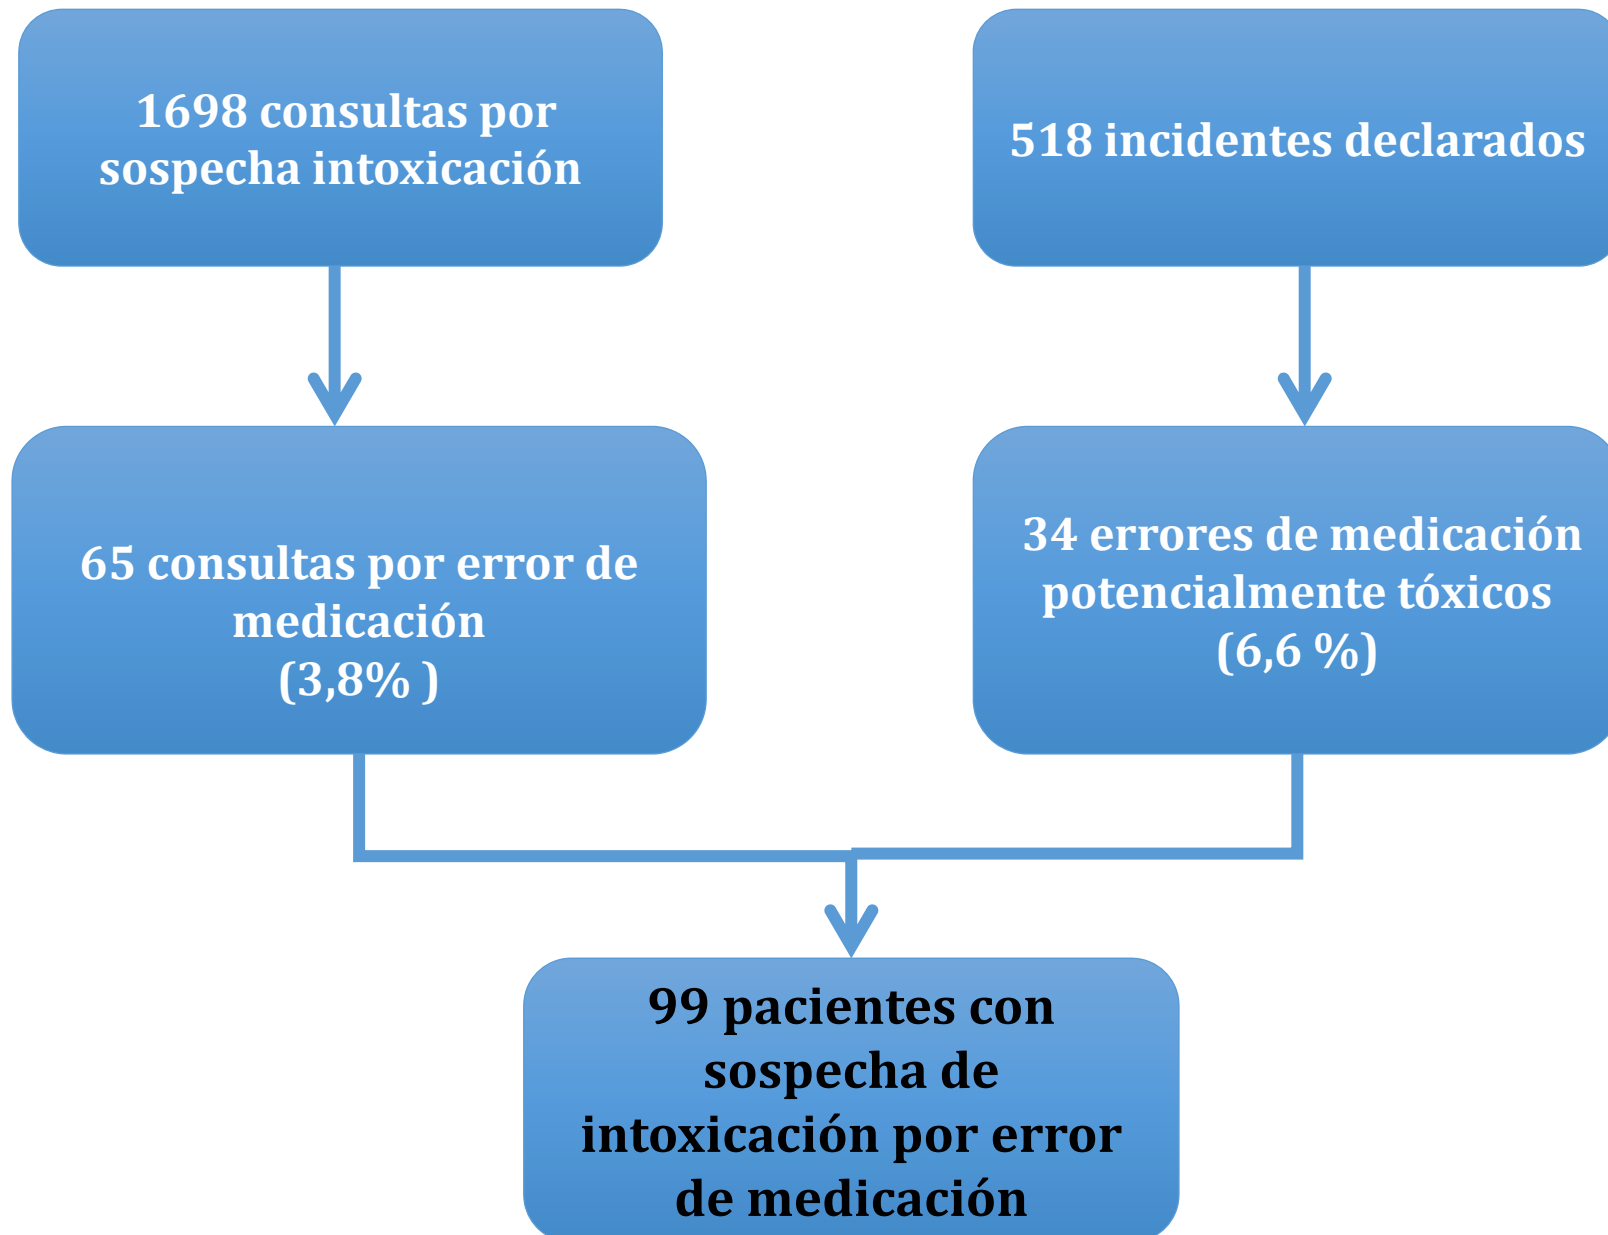 1698 consultas por
sospecha intoxicación
518 incidentes declarados
65 consultas por error de
medicación
(3,8% )
34 errores de medicación
potencialmente tóxicos
(6,6 %)
99 pacientes con
sospecha de
intoxicación por error
de medicación